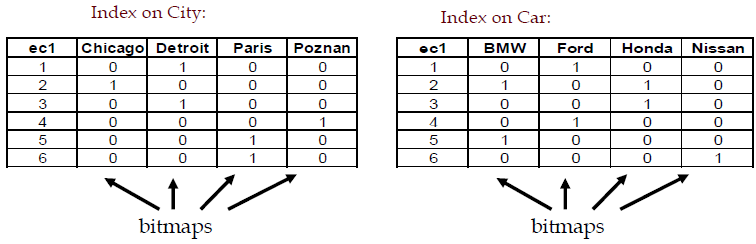 Index on City:
ec1 Chicago Detroit Paris Poznan
1 0 1 0 0
2 1 0 0 0
3 0 1 0 0
4 0 0 0 1
5 0 0 1 0
6 0 0 1 0
bitmaps
Index on Car:
ec1 BMW Ford Honda Nissan
1 0 1 0 0
2 1 0 1 0
3 0 0 1 0
4 0 1 0 0
5 1 0 0 0
6 0 0 0 1
bitmaps